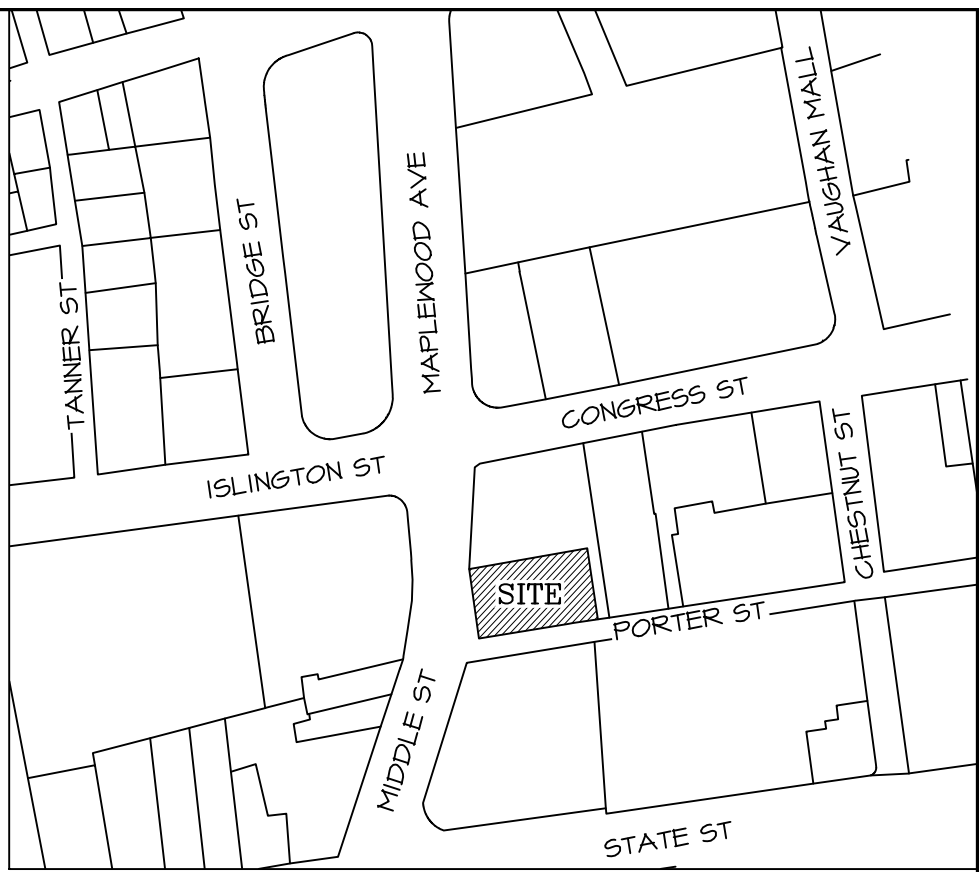 VAUGHAN MALL
MAPLEWOOD AVE
BRIDGE ST
TANNER ST
CONGRESS ST
ISLINGTON ST
CHESTNUT ST
SITE
PORTER ST
MIDDLE ST
STATE ST